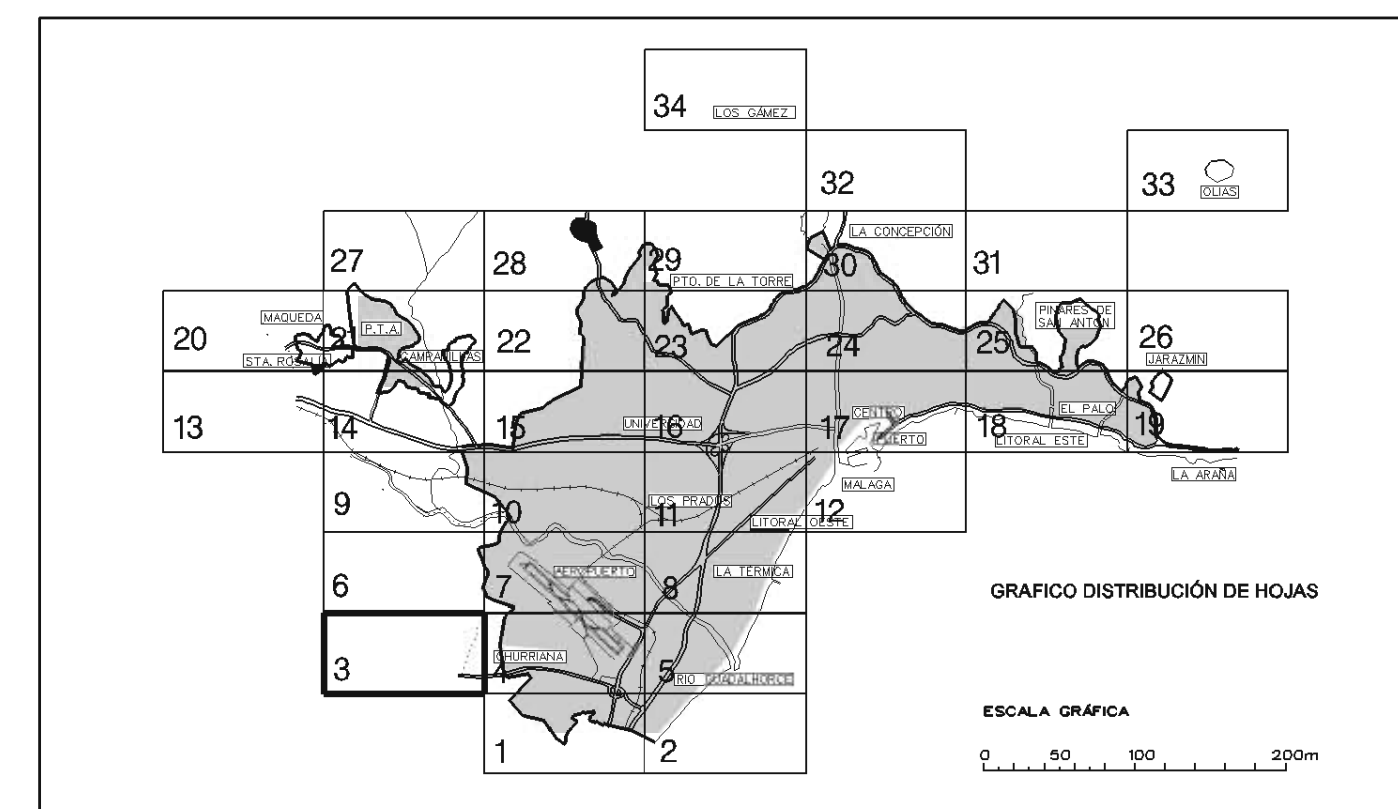 34 LOS GÁMEZ
32
33
OLIAS
LA CONCEPCIÓN
27
28
29
30
31
PTO. DE LA TORRE
MAQUEDA
P.T.A.
PINARES DE
SAN ANTON
20
21
22
23
24
25
26
STA. ROSALIA
CAMPANILLAS
JARAZMIN
CENTRO
EL PALO
13
14
15
UNIVERSIDAD
16
17
PUERTO
18
LITORAL ESTE
19
LA ARAÑA
MALAGA
9
10
LOS PRADOS
11
LITORAL OESTE
12
AEROPUERTO
LA TÉRMICA
6
7
8
GRAFICO DISTRIBUCIÓN DE HOJAS
CHURRIANA
3
5
RIO GUADALHORCE
ESCALA GRÁFICA
1
2
0 50 100 200m